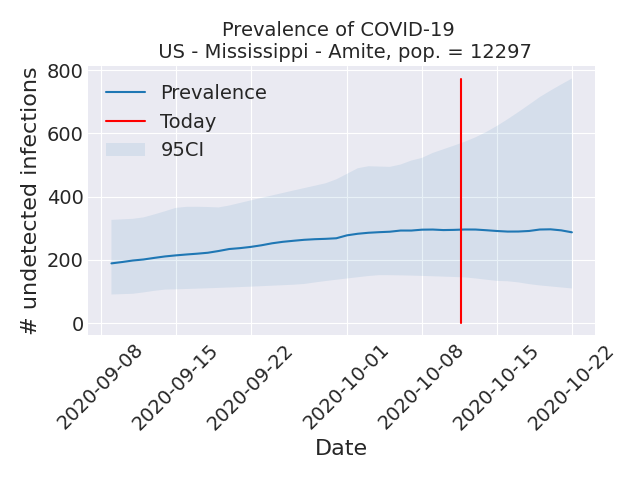 Prevalence of COVID-19
US - Mississippi - Amite, pop. = 12297
# undetected infections
800
600
400
200
0
Prevalence
Today
95CI
2020-09-08
2020-09-15
2020-09-22
2020-10-01
2020-10-08
2020-10-15
2020-10-22
Date